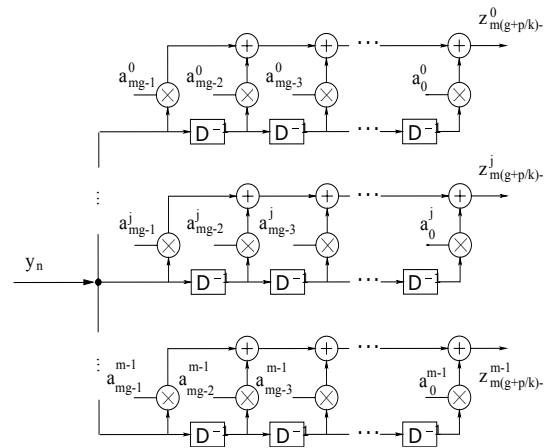 z^0_{m(g+p/k)-}
+ + ... +
a^0_{mg-1} a^0_{mg-2} a^0_{mg-3} a^0_0
× × × ×
D^{-1} D^{-1} ... D^{-1}
⋮
z^j_{m(g+p/k)-}
+ + ... +
a^j_{mg-1} a^j_{mg-2} a^j_{mg-3} a^j_0
× × × ×
y_n
D^{-1} D^{-1} ... D^{-1}
⋮
+ + ... +
z^{m-1}_{m(g+p/k)-}
a^{m-1}_{mg-1} a^{m-1}_{mg-2} a^{m-1}_{mg-3} a^{m-1}_0
× × × ×
D^{-1} D^{-1} ... D^{-1}